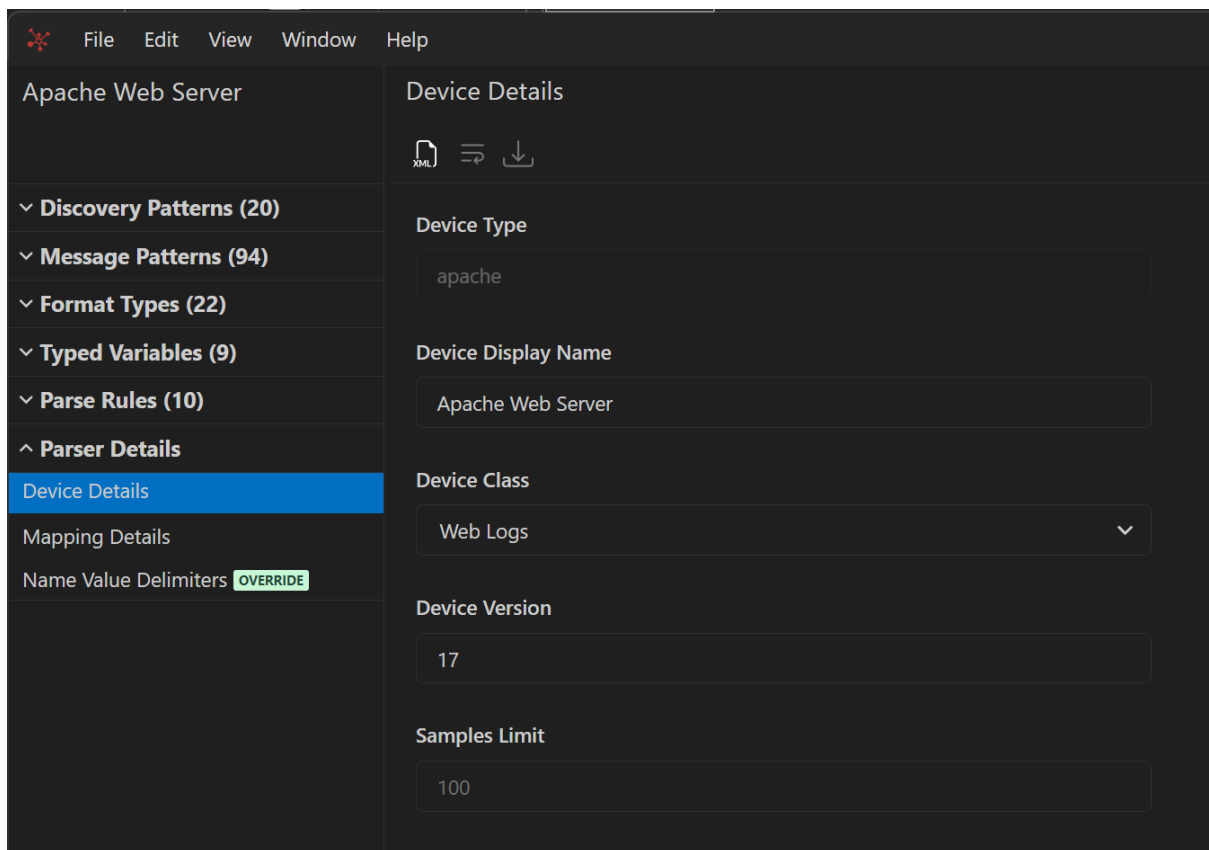 File Edit View Window Help
Apache Web Server
Discovery Patterns (20)
Message Patterns (94)
Format Types (22)
Typed Variables (9)
Parse Rules (10)
Parser Details
Device Details
Mapping Details
Name Value Delimiters OVERRIDE
Device Details
XML
Device Type
apache
Device Display Name
Apache Web Server
Device Class
Web Logs
Device Version
17
Samples Limit
100